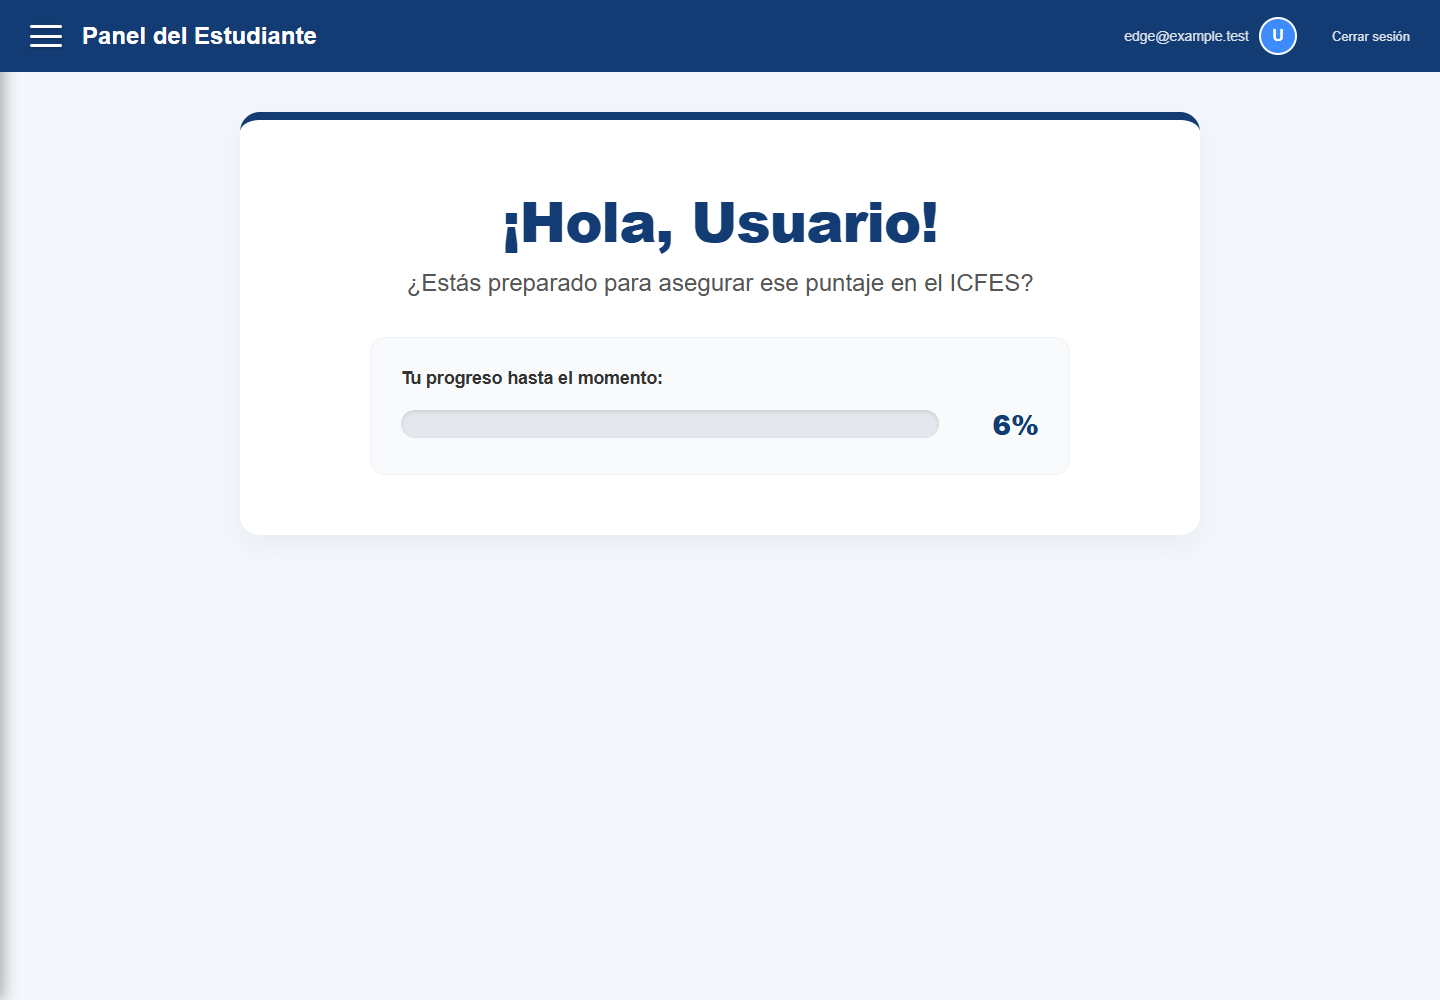 Panel del Estudiante
edge@example.test
U
Cerrar sesión
¡Hola, Usuario!
¿Estás preparado para asegurar ese puntaje en el ICFES?
Tu progreso hasta el momento:
6%